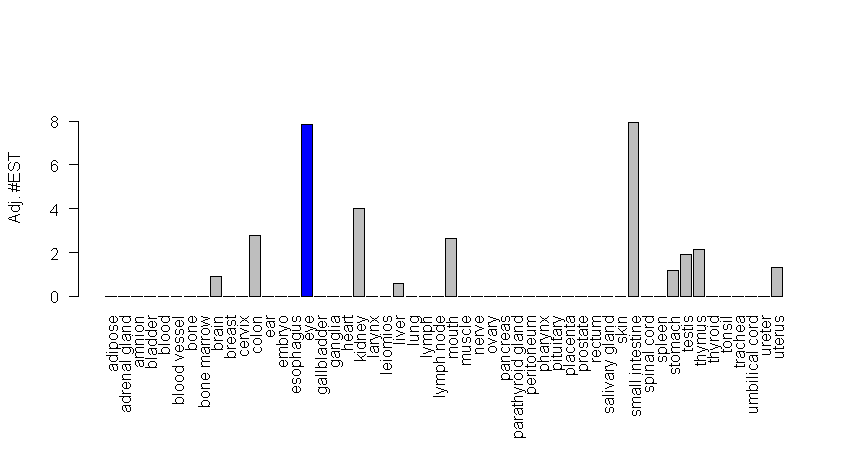 Adj. #EST
8
6
4
2
0
adipose
adrenal gland
amnion
bladder
blood
blood vessel
bone
bone marrow
brain
breast
cervix
colon
ear
embryo
esophagus
eye
gallbladder
ganglia
heart
kidney
larynx
leiomios
liver
lung
lymph
lymph node
mouth
muscle
nerve
ovary
pancreas
parathyroid gland
peritoneum
pharynx
pituitary
placenta
prostate
rectum
salivary gland
skin
small intestine
spinal cord
spleen
stomach
testis
thymus
thyroid
tonsil
trachea
umbilical cord
ureter
uterus